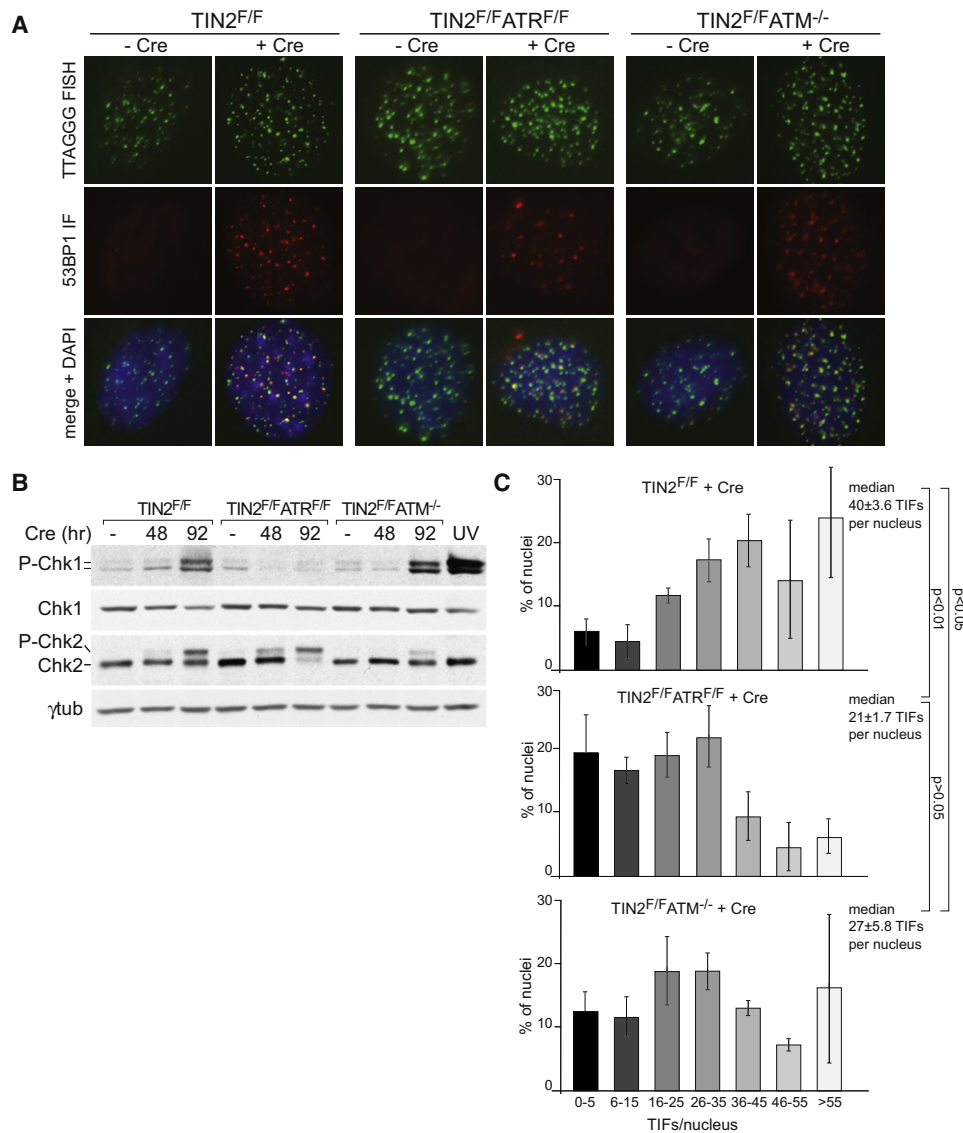 A
TIN2F/F
TIN2F/FATRF/F
TIN2F/FATM-/-
- Cre
+ Cre
- Cre
+ Cre
- Cre
+ Cre
TTAGGG FISH
53BP1 IF
merge + DAPI
B
TIN2F/F
TIN2F/FATRF/F
TIN2F/FATM-/-
Cre (hr)
- 48 92 - 48 92 - 48 92 UV
P-Chk1
Chk1
P-Chk2
Chk2
γtub
C
TIN2F/F + Cre
median
40±3.6 TIFs
per nucleus
% of nuclei
30
20
10
0
TIN2F/FATRF/F + Cre
median
21±1.7 TIFs
per nucleus
% of nuclei
30
20
10
0
TIN2F/FATM-/- + Cre
median
27±5.8 TIFs
per nucleus
% of nuclei
30
20
10
0
0-5 6-15 16-25 26-35 36-45 46-55 >55
TIFs/nucleus
p<0.01
p<0.05
p>0.05